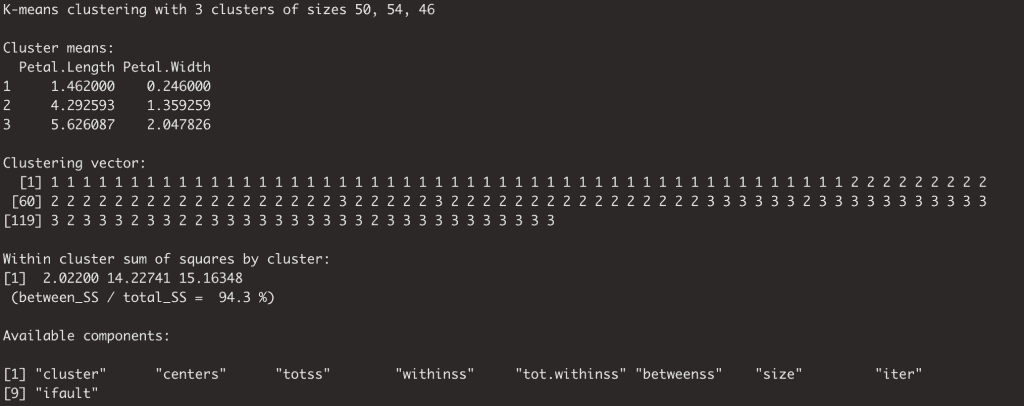 K-means clustering with 3 clusters of sizes 50, 54, 46
Cluster means:
Petal.Length Petal.Width
1 1.462000 0.246000
2 4.292593 1.359259
3 5.626087 2.047826
Clustering vector:
[1] 1 1 1 1 1 1 1 1 1 1 1 1 1 1 1 1 1 1 1 1 1 1 1 1 1 1 1 1 1 1 1 1 1 1 1 1 1 1 1 1 1 1 1 1 1 1 1 1 1 1 2 2 2 2 2 2 2 2 2
[60] 2 2 2 2 2 2 2 2 2 2 2 2 2 2 2 2 2 2 3 2 2 2 2 2 3 2 2 2 2 2 2 2 2 2 2 2 2 2 2 2 2 3 3 3 3 3 3 2 3 3 3 3 3 3 3 3 3 3 3
[119] 3 2 3 3 3 2 3 3 2 2 3 3 3 3 3 3 3 3 3 3 2 3 3 3 3 3 3 3 3 3 3 3
Within cluster sum of squares by cluster:
[1] 2.02200 14.22741 15.16348
(between_SS / total_SS = 94.3 %)
Available components:
[1] "cluster" "centers" "totss" "withinss" "tot.withinss" "betweenss" "size" "iter"
[9] "ifault"